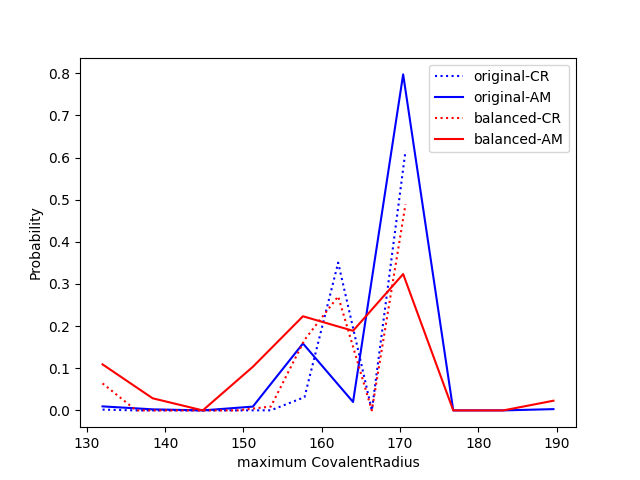 original-CR
original-AM
balanced-CR
balanced-AM
0.8
0.7
0.6
0.5
0.4
0.3
0.2
0.1
0.0
Probability
130 140 150 160 170 180 190
maximum CovalentRadius